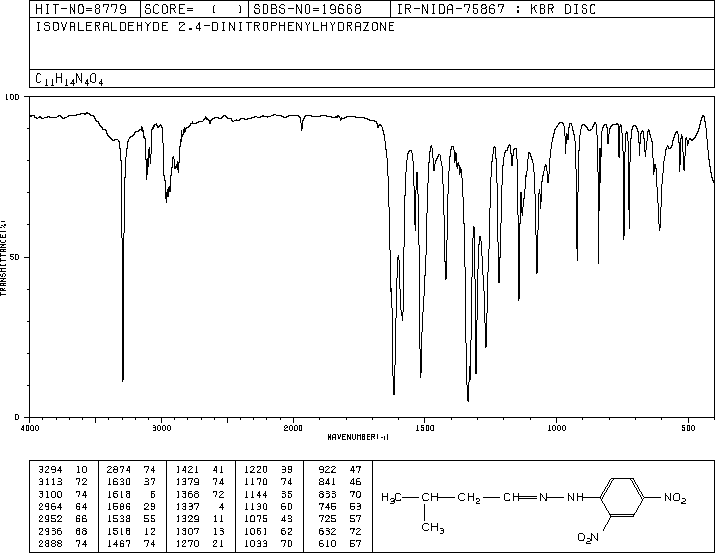 HIT-NO=8779 SCORE= ( ) SDBS-NO=19668 IR-NIDA-75867 : KBR DISC
ISOVALERALDEHYDE 2,4-DINITROPHENYLHYDRAZONE
C11H14N4O4
100
50
0
TRANSMITTANCE(%)
4000 3000 2000 1500 1000 500
WAVENUMBER(-1)
3294 10 2874 74 1421 41 1220 39 922 47
3113 72 1630 37 1379 74 1170 74 841 46
3100 74 1618 6 1368 72 1144 35 833 70
2964 64 1586 29 1337 4 1130 60 745 53
2952 66 1538 55 1329 11 1075 43 725 57
2936 68 1518 12 1307 13 1061 62 632 72
2888 74 1467 74 1270 21 1033 70 610 57
H3C CH H2C CH N NH NO2
CH3 O2N